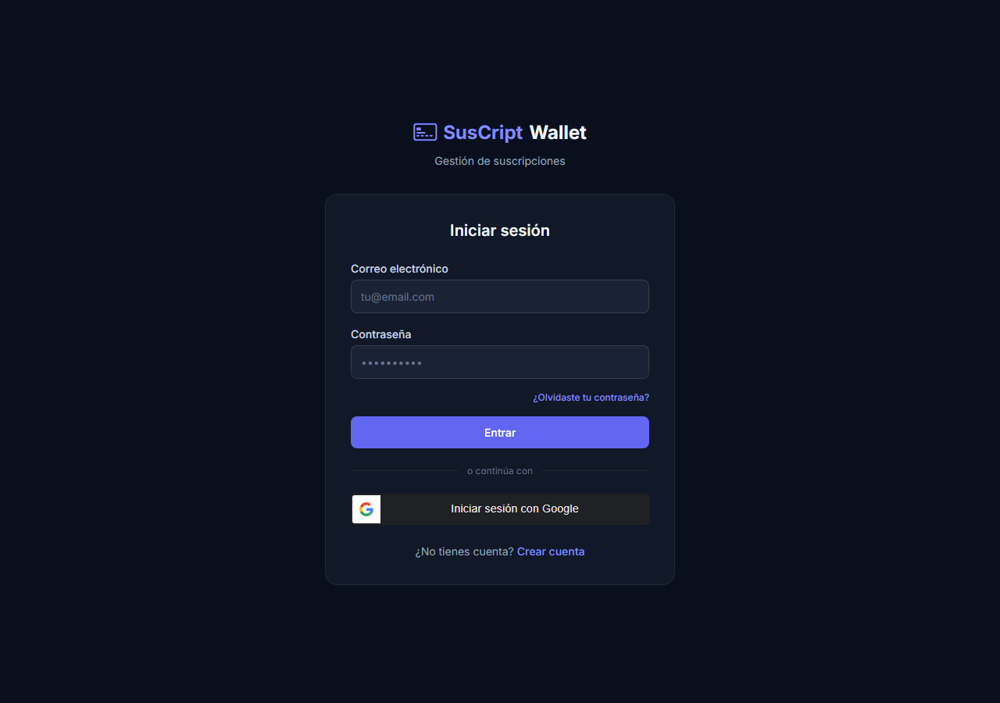 SusCript Wallet
Gestión de suscripciones
Iniciar sesión
Correo electrónico
tu@email.com
Contraseña
••••••••••
¿Olvidaste tu contraseña?
Entrar
o continúa con
Iniciar sesión con Google
¿No tienes cuenta? Crear cuenta